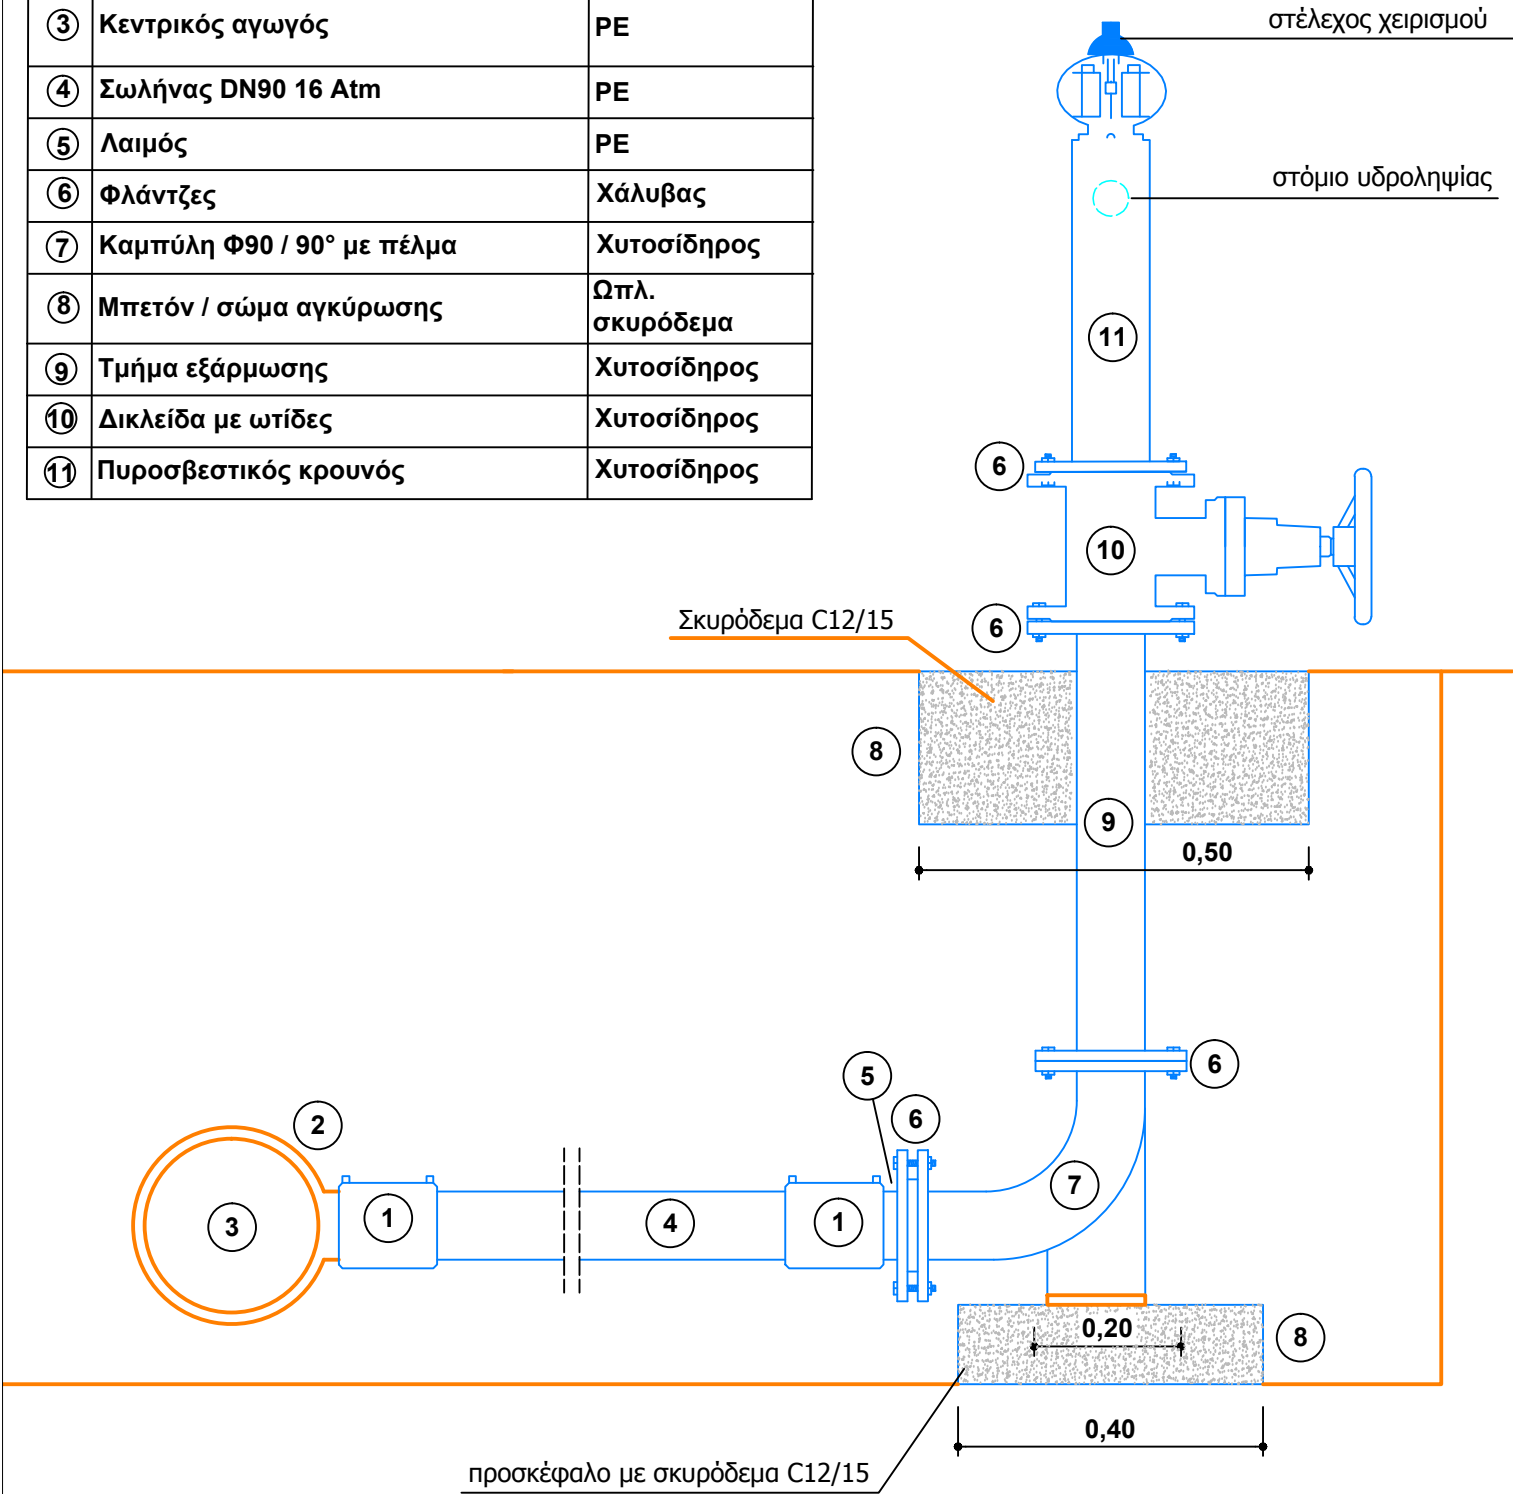 3 Κεντρικός αγωγός PE
4 Σωλήνας DN90 16 Atm PE
5 Λαιμός PE
6 Φλάντζες Χάλυβας
7 Καμπύλη Φ90 / 90° με πέλμα Χυτοσίδηρος
8 Μπετόν / σώμα αγκύρωσης Ωπλ.
σκυρόδεμα
9 Τμήμα εξάρμωσης Χυτοσίδηρος
10 Δικλείδα με ωτίδες Χυτοσίδηρος
11 Πυροσβεστικός κρουνός Χυτοσίδηρος
στέλεχος χειρισμού
στόμιο υδροληψίας
11
6
10
Σκυρόδεμα C12/15
6
8
9
0,50
6
5
6
2
7
3
1
4
1
0,20
8
0,40
προσκέφαλο με σκυρόδεμα C12/15